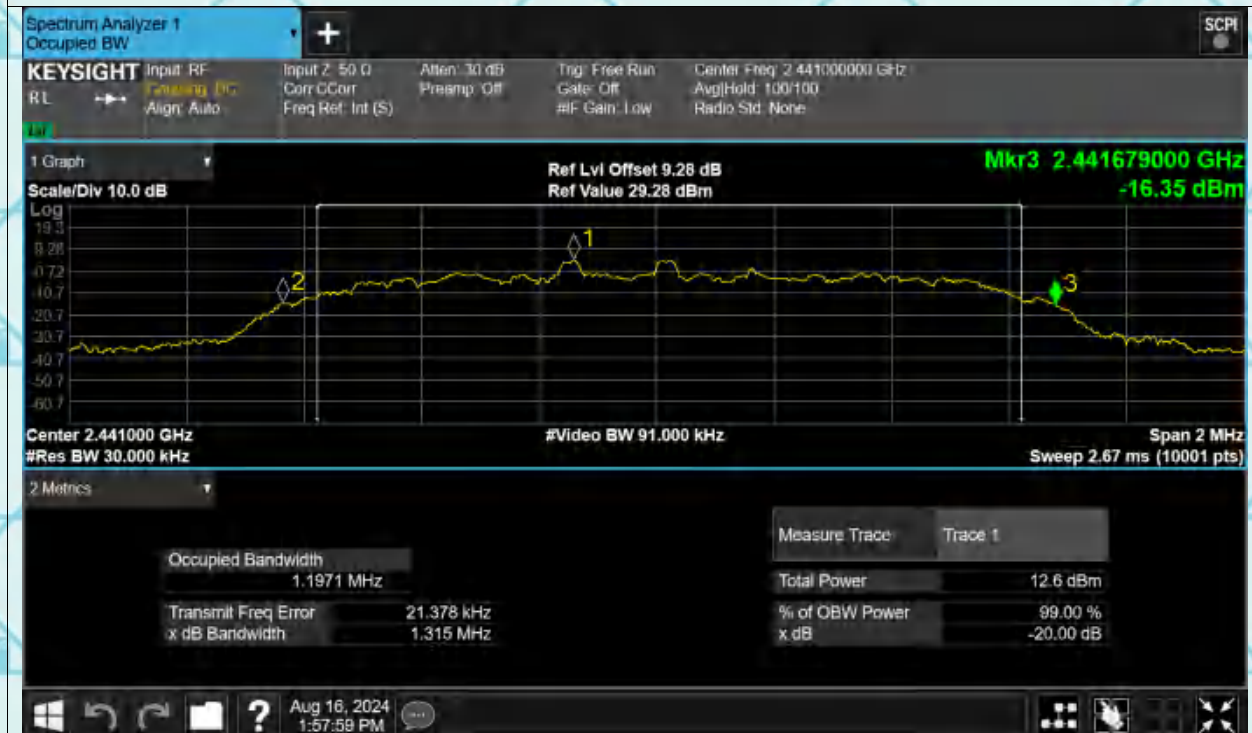 Spectrum Analyzer 1
Occupied BW
+
SCPI
KEYSIGHT Input: RF Input Z: 50 Ω Atten: 30 dB Trig: Free Run Center Freq: 2.441000000 GHz
RL Coupling: DC Corr CCorr Preamp: Off Gate: Off Avg|Hold: 100/100
Align: Auto Freq Ref: Int (S) #IF Gain: Low Radio Std: None
1 Graph Ref Lvl Offset 9.28 dB Mkr3 2.441679000 GHz
Scale/Div 10.0 dB Ref Value 29.28 dBm -16.35 dBm
Log
19.3
9.28
-0.72
-10.7
-20.7
-30.7
-40.7
-50.7
-60.7
1
2
3
Center 2.441000 GHz #Video BW 91.000 kHz Span 2 MHz
#Res BW 30.000 kHz Sweep 2.67 ms (10001 pts)
2 Metrics
Measure Trace Trace 1
Occupied Bandwidth
1.1971 MHz Total Power 12.6 dBm
Transmit Freq Error 21.378 kHz % of OBW Power 99.00 %
x dB Bandwidth 1.315 MHz x dB -20.00 dB
? Aug 16, 2024
1:57:59 PM